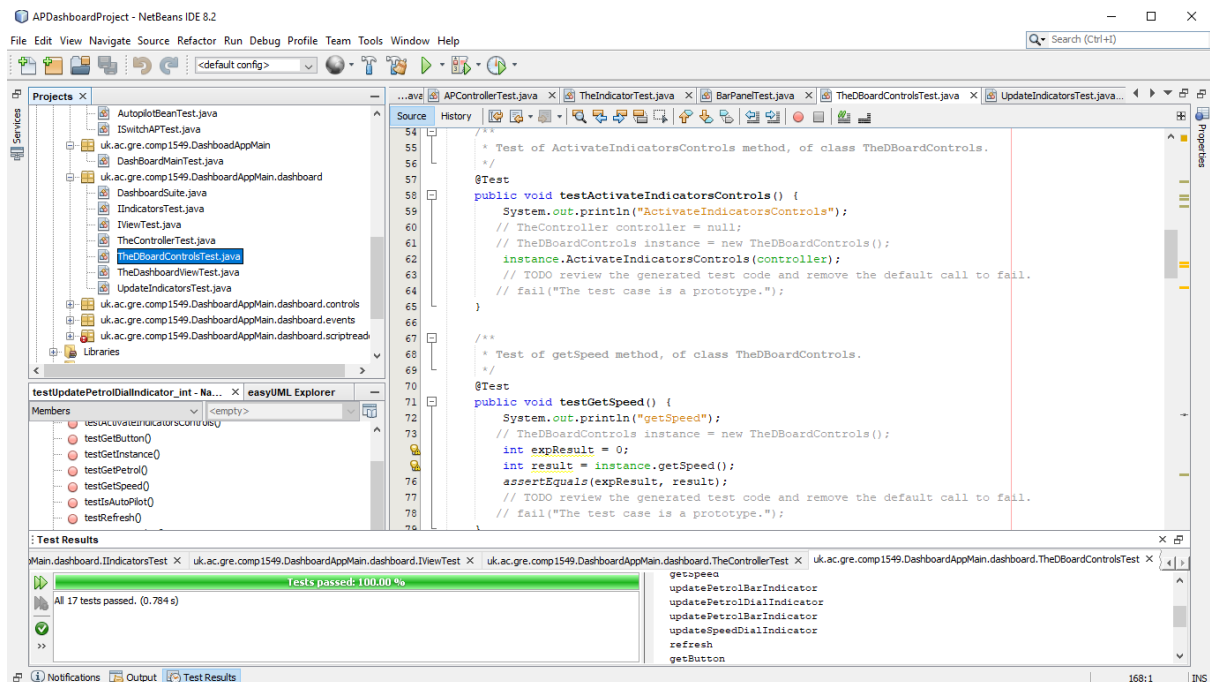 APDashboardProject - NetBeans IDE 8.2
File Edit View Navigate Source Refactor Run Debug Profile Team Tools Window Help
Search (Ctrl+I)
<default config>
Services
Projects
AutopilotBeanTest.java
ISwitchAPTest.java
uk.ac.gre.comp1549.DashboadAppMain
DashBoardMainTest.java
uk.ac.gre.comp1549.DashboardAppMain.dashboard
DashboardSuite.java
IIndicatorsTest.java
IViewTest.java
TheControllerTest.java
TheDBoardControlsTest.java
TheDashboardViewTest.java
UpdateIndicatorsTest.java
uk.ac.gre.comp1549.DashboardAppMain.dashboard.controls
uk.ac.gre.comp1549.DashboardAppMain.dashboard.events
uk.ac.gre.comp1549.DashboardAppMain.dashboard.scriptreade
Libraries
testUpdatePetrolDialIndicator_int - Na... easyUML Explorer
Members <empty>
testActivateIndicatorsControls()
testGetButton()
testGetInstance()
testGetPetrol()
testGetSpeed()
testIsAutoPilot()
testRefresh()
...ava APControllerTest.java TheIndicatorTest.java BarPanelTest.java TheDBoardControlsTest.java UpdateIndicatorsTest.java...
Source History
Properties
54 /**
55 * Test of ActivateIndicatorsControls method, of class TheDBoardControls.
56 */
57 @Test
58 public void testActivateIndicatorsControls() {
59 System.out.println("ActivateIndicatorsControls");
60 // TheController controller = null;
61 // TheDBoardControls instance = new TheDBoardControls();
62 instance.ActivateIndicatorsControls(controller);
63 // TODO review the generated test code and remove the default call to fail.
64 // fail("The test case is a prototype.");
65 }
66
67 /**
68 * Test of getSpeed method, of class TheDBoardControls.
69 */
70 @Test
71 public void testGetSpeed() {
72 System.out.println("getSpeed");
73 // TheDBoardControls instance = new TheDBoardControls();
int expResult = 0;
int result = instance.getSpeed();
76 assertEquals(expResult, result);
77 // TODO review the generated test code and remove the default call to fail.
78 // fail("The test case is a prototype.");
79 }
Test Results
pMain.dashboard.IIndicatorsTest uk.ac.gre.comp1549.DashboardAppMain.dashboard.IViewTest uk.ac.gre.comp1549.DashboardAppMain.dashboard.TheControllerTest uk.ac.gre.comp1549.DashboardAppMain.dashboard.TheDBoardControlsTest
Tests passed: 100.00 %
All 17 tests passed. (0.784 s)
getSpeed
updatePetrolBarIndicator
updatePetrolDialIndicator
updatePetrolBarIndicator
updateSpeedDialIndicator
refresh
getButton
Notifications Output Test Results
168:1 INS